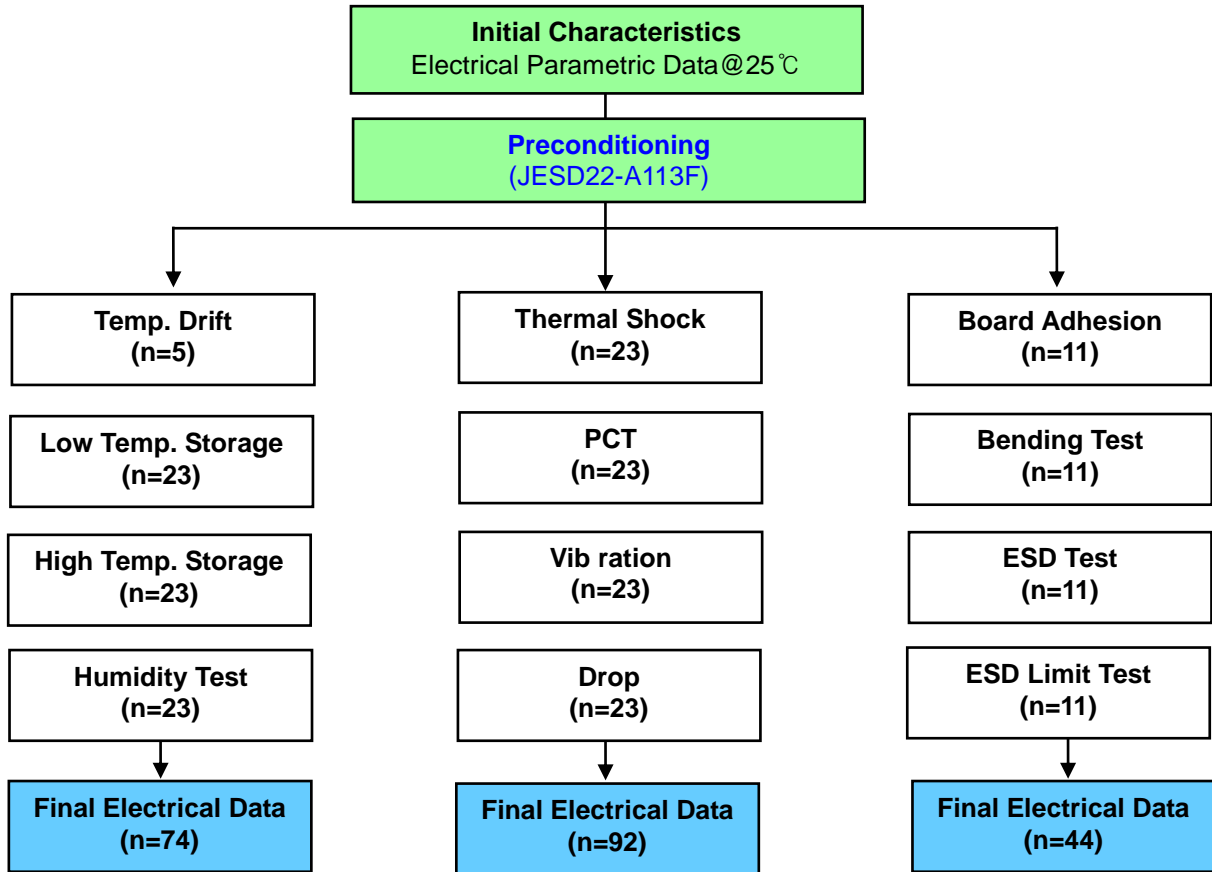 Initial Characteristics
Electrical Parametric Data@25℃
Preconditioning
(JESD22-A113F)
Temp. Drift
(n=5)
Low Temp. Storage
(n=23)
High Temp. Storage
(n=23)
Humidity Test
(n=23)
Final Electrical Data
(n=74)
Thermal Shock
(n=23)
PCT
(n=23)
Vib ration
(n=23)
Drop
(n=23)
Final Electrical Data
(n=92)
Board Adhesion
(n=11)
Bending Test
(n=11)
ESD Test
(n=11)
ESD Limit Test
(n=11)
Final Electrical Data
(n=44)